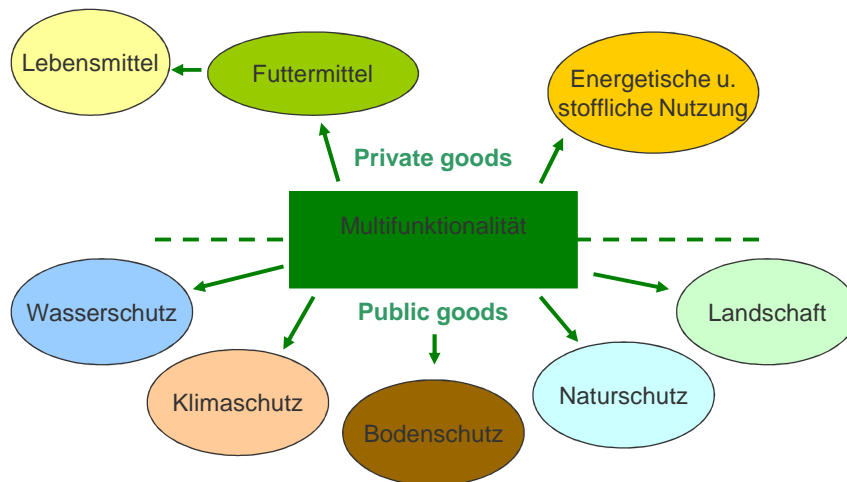 Lebensmittel
Futtermittel
Energetische u.
stoffliche Nutzung
Private goods
Multifunktionalität
Wasserschutz
Public goods
Landschaft
Klimaschutz
Bodenschutz
Naturschutz